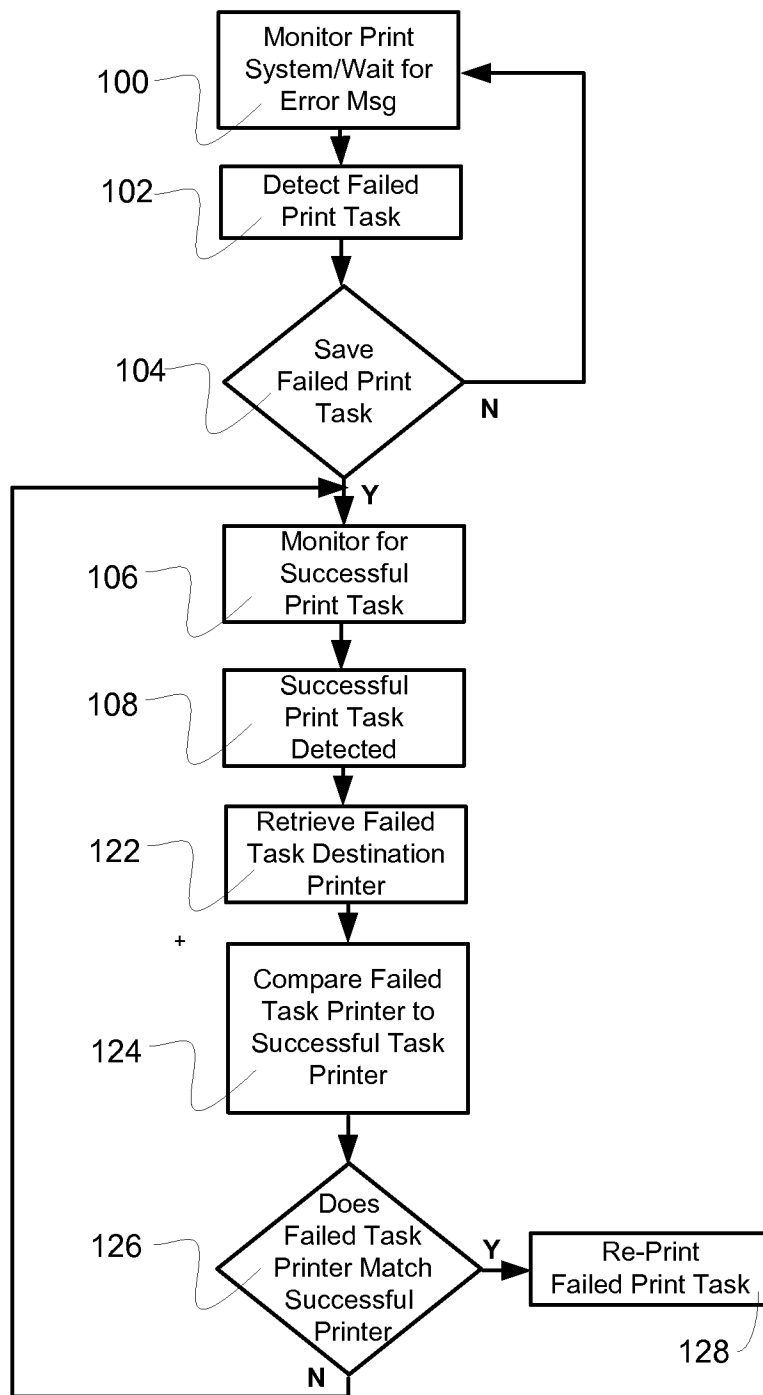 Monitor Print
System/Wait for
Error Msg
100
Detect Failed
Print Task
102
Save
Failed Print
Task
104
N
Y
Monitor for
Successful
Print Task
106
Successful
Print Task
Detected
108
Retrieve Failed
Task Destination
Printer
122
+
Compare Failed
Task Printer to
Successful Task
Printer
124
Does
Failed Task
Printer Match
Successful
Printer
126
Y
Re-Print
Failed Print Task
128
N